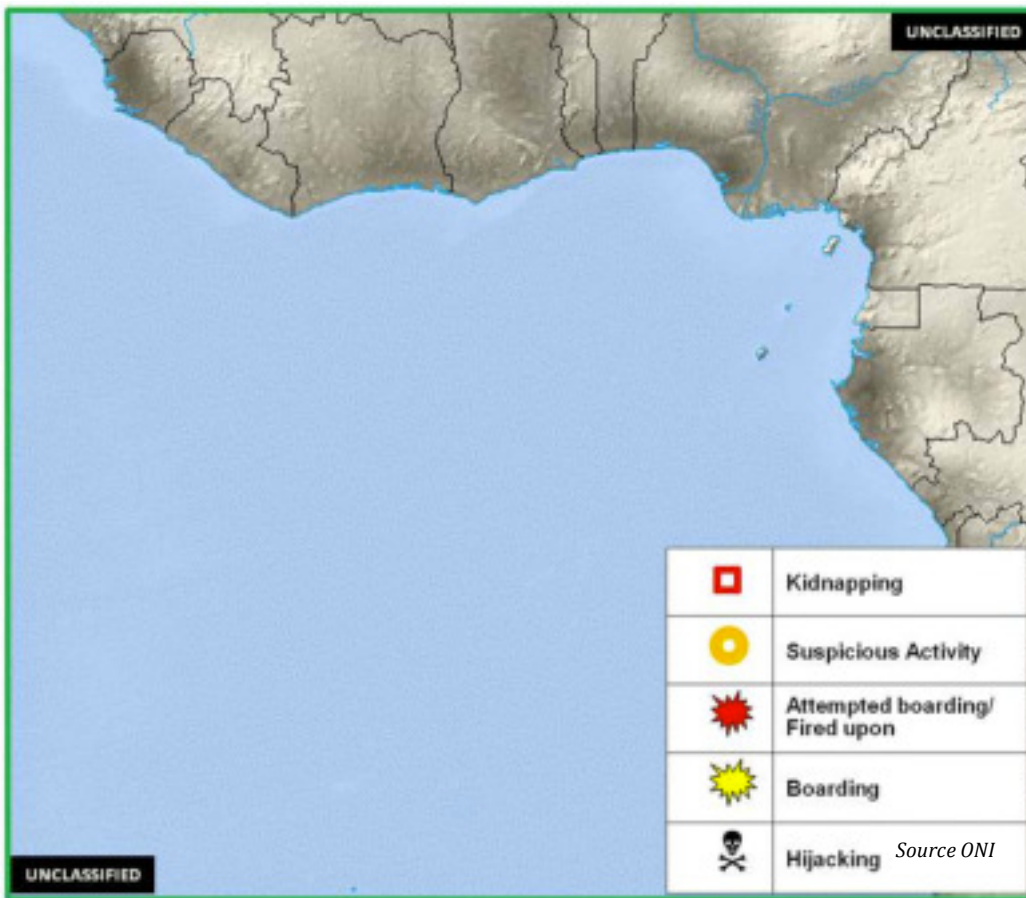 UNCLASSIFIED
Kidnapping
Suspicious Activity
Attempted boarding/
Fired upon
Boarding
Hijacking
Source ONI
UNCLASSIFIED